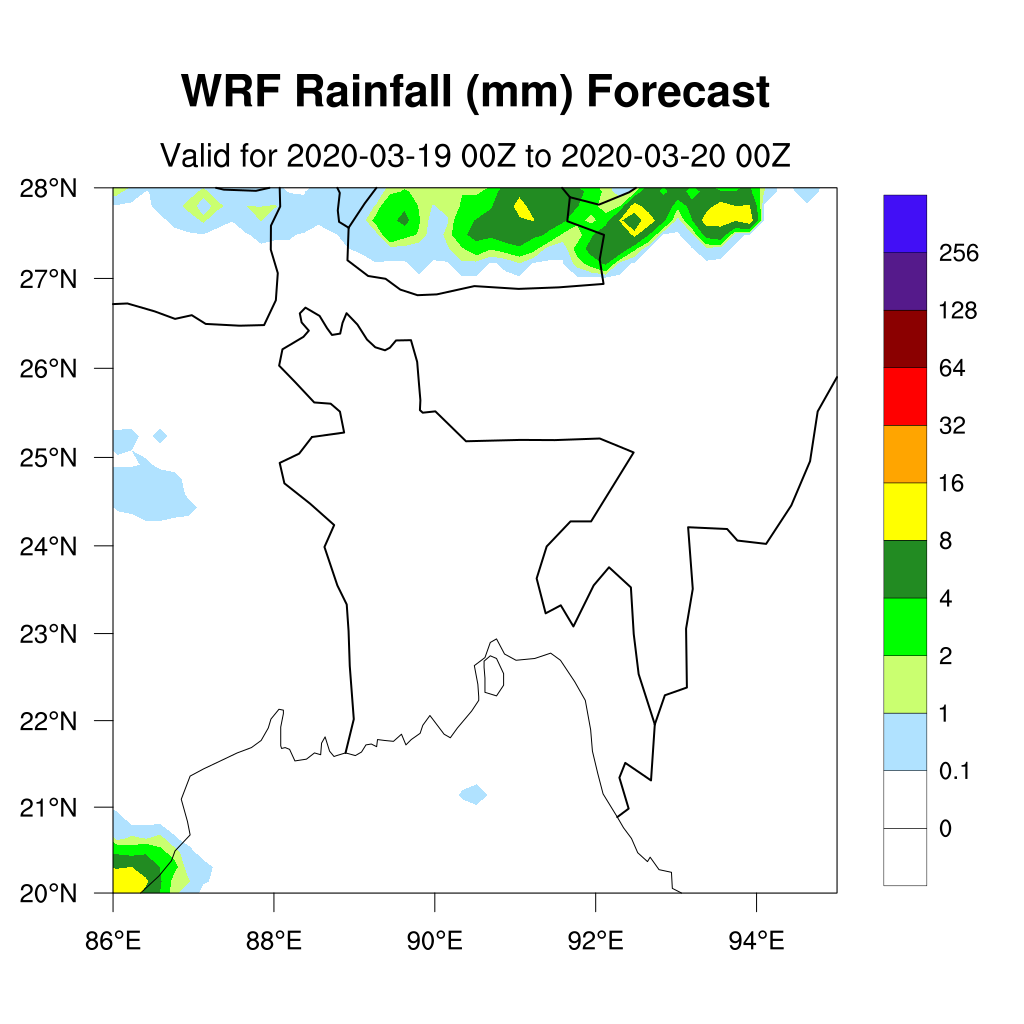 WRF Rainfall (mm) Forecast
Valid for 2020-03-19 00Z to 2020-03-20 00Z
28°N
27°N
26°N
25°N
24°N
23°N
22°N
21°N
20°N
86°E 88°E 90°E 92°E 94°E
256
128
64
32
16
8
4
2
1
0.1
0